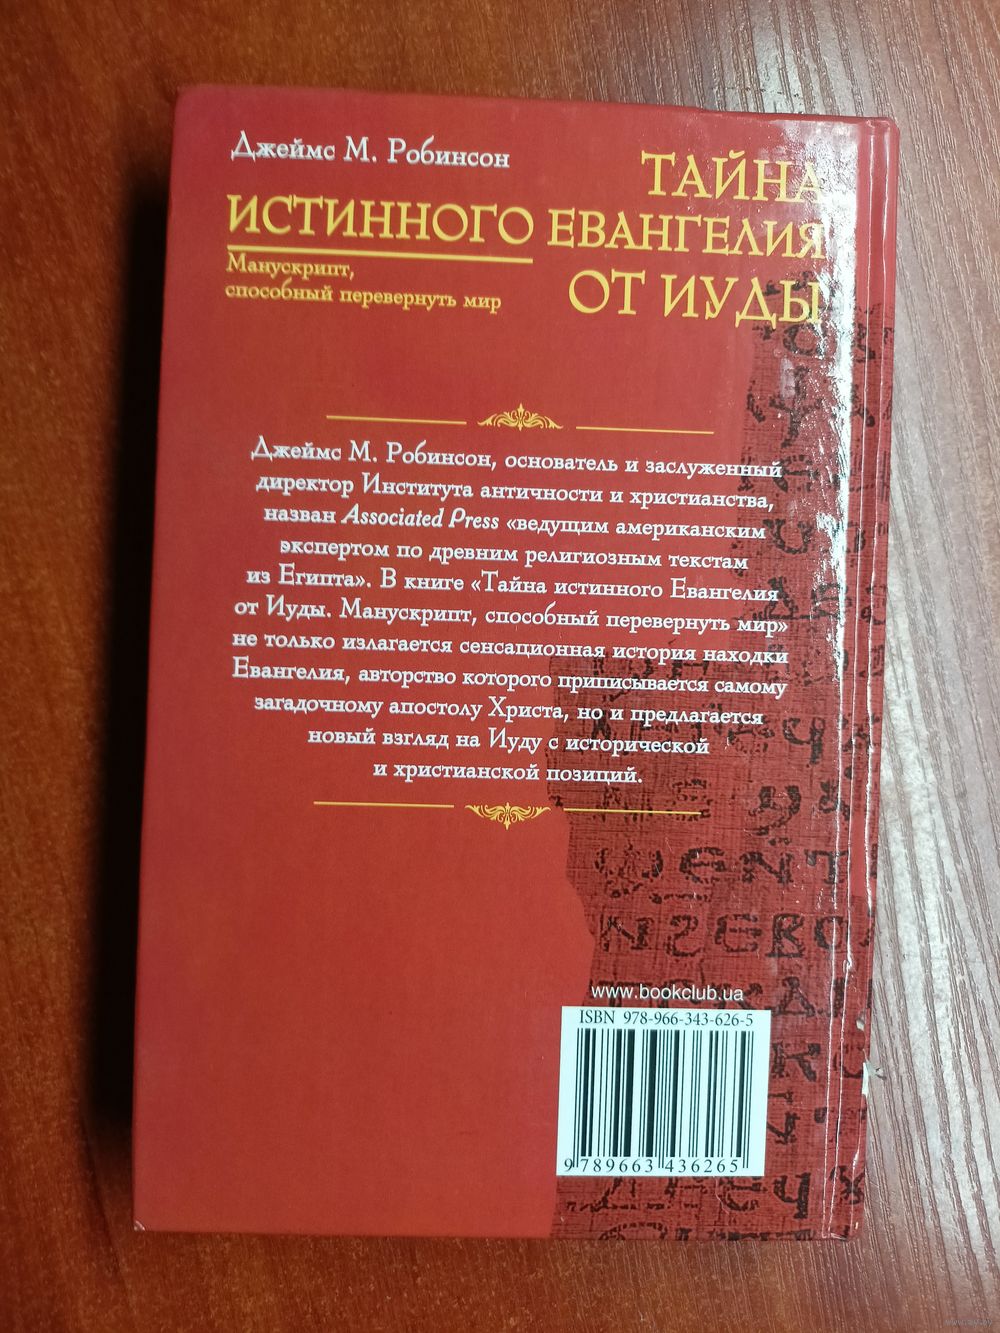 Джеймс М. Робинсон
ТАЙНА
ИСТИННОГО ЕВАНГЕЛИЯ
ОТ ИУДЫ
Манускрипт,
способный перевернуть мир
Джеймс М. Робинсон, основатель и заслуженный
директор Института античности и христианства,
назван Associated Press «ведущим американским
экспертом по древним религиозным текстам
из Египта». В книге «Тайна истинного Евангелия
от Иуды. Манускрипт, способный перевернуть мир»
не только излагается сенсационная история находки
Евангелия, авторство которого приписывается самому
загадочному апостолу Христа, но и предлагается
новый взгляд на Иуду с исторической
и христианской позиций.
www.bookclub.ua
ISBN 978-966-343-626-5
9 789663 436265